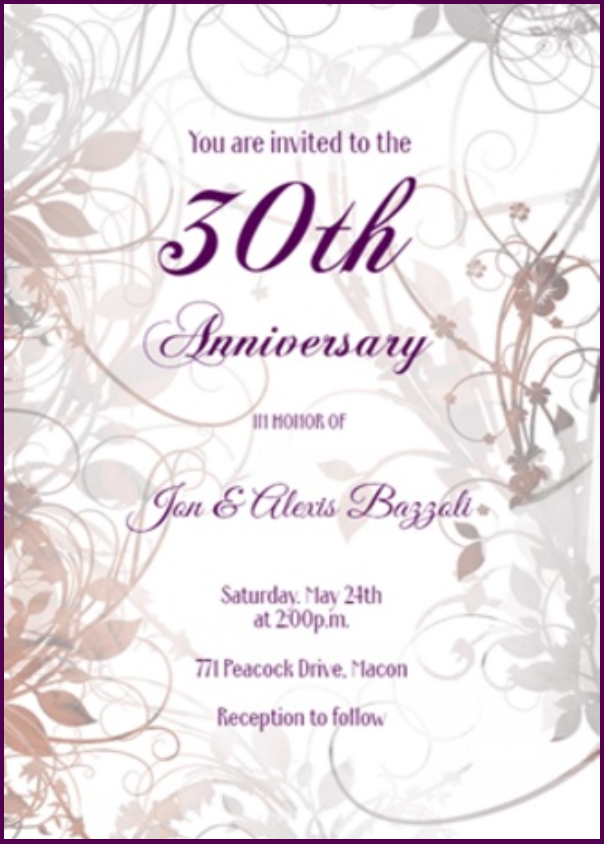 You are invited to the
30th
Anniversary
IN HONOR OF
Jon & Alexis Bazzoli
Saturday, May 24th
at 2:00p.m.
771 Peacock Drive, Macon
Reception to follow